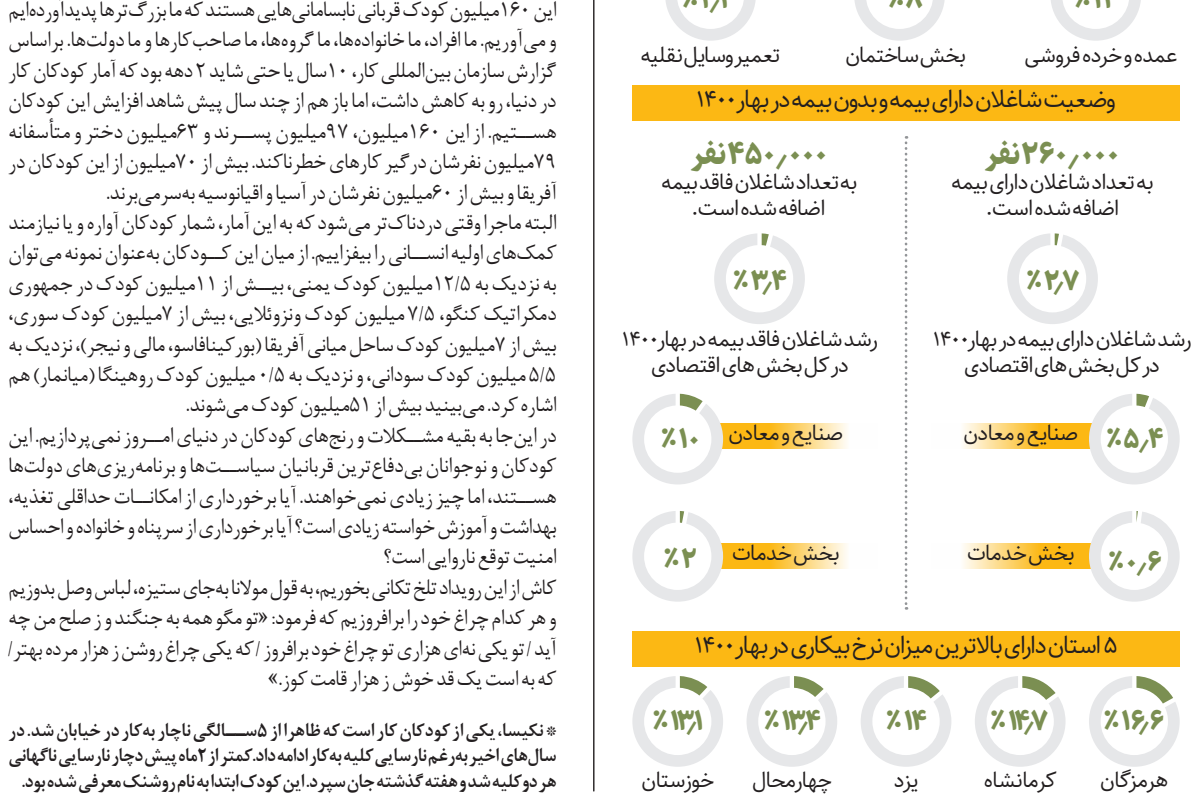 ٪۱۲
٪۸
عمده و خرده فروشی
بخش ساختمان
تعمیر وسایل نقلیه
وضعیت شاغلان دارای بیمه و بدون بیمه در بهار ۱۴۰۰
۲۶۰٫۰۰۰ نفر
به تعداد شاغلان دارای بیمه
اضافه شده است.
٪۲٫۷
رشد شاغلان دارای بیمه در بهار ۱۴۰۰
در کل بخش های اقتصادی
٪۵٫۴
صنایع و معادن
٪۰٫۶
بخش خدمات
۴۵۰٫۰۰۰ نفر
به تعداد شاغلان فاقد بیمه
اضافه شده است.
٪۳٫۴
رشد شاغلان فاقد بیمه در بهار ۱۴۰۰
در کل بخش های اقتصادی
صنایع و معادن
٪۱۰
بخش خدمات
٪۲
۵ استان دارای بالاترین میزان نرخ بیکاری در بهار ۱۴۰۰
٪۱۶٫۶
٪۱۴٫۷
٪۱۴
٪۱۳٫۴
٪۱۳٫۱
هرمزگان
کرمانشاه
یزد
چهارمحال
خوزستان
این ۱۶۰میلیون کودک قربانی نابسامانی‌هایی هستند که ما بزرگ‌ترها پدید آورده‌ایم
و می‌آوریم. ما افراد، ما خانواده‌ها، ما گروه‌ها، ما صاحب‌کارها و ما دولت‌ها. براساس
گزارش سازمان بین‌المللی کار، ۱۰سال یا حتی شاید ۲ دهه بود که آمار کودکان کار
در دنیا، رو به کاهش داشت، اما باز هم از چند سال پیش شاهد افزایش این کودکان
هستیم. از این ۱۶۰میلیون، ۹۷میلیون پسرند و ۶۳میلیون دختر و متأسفانه
۷۹میلیون نفرشان درگیر کارهای خطرناکند. بیش از ۷۰میلیون از این کودکان در
آفریقا و بیش از ۶۰میلیون نفرشان در آسیا و اقیانوسیه به‌سر می‌برند.
البته ماجرا وقتی دردناک‌تر می‌شود که به این آمار، شمار کودکان آواره و یا نیازمند
کمک‌های اولیه انسانی را بیفزاییم. از میان این کودکان به‌عنوان نمونه می‌توان
به نزدیک به ۱۲/۵میلیون کودک یمنی، بیش از ۱۱میلیون کودک در جمهوری
دمکراتیک کنگو، ۷/۵ میلیون کودک ونزوئلایی، بیش از ۷میلیون کودک سوری،
بیش از ۷میلیون کودک ساحل میانی آفریقا (بورکینافاسو، مالی و نیجر)، نزدیک به
۵/۵ میلیون کودک سودانی، و نزدیک به ۰/۵ میلیون کودک روهینگا (میانمار) هم
اشاره کرد. می‌بینید بیش از ۵۱میلیون کودک می‌شوند.
در این‌جا به بقیه مشکلات و رنج‌های کودکان در دنیای امروز نمی‌پردازیم. این
کودکان و نوجوانان بی‌دفاع‌ترین قربانیان سیاست‌ها و برنامه‌ریزی‌های دولت‌ها
هستند، اما چیز زیادی نمی‌خواهند. آیا برخورداری از امکانات حداقلی تغذیه،
بهداشت و آموزش خواسته زیادی است؟ آیا برخورداری از سرپناه و خانواده و احساس
امنیت توقع ناروایی است؟
کاش از این رویداد تلخ تکانی بخوریم، به قول مولانا به‌جای ستیزه، لباس وصل بدوزیم
و هر کدام چراغ خود را برافروزیم که فرمود: «تو مگو همه به جنگند و ز صلح من چه
آید / تو یکی نه‌ای هزاری تو چراغ خود برافروز / که یکی چراغ روشن ز هزار مرده بهتر /
که به است یک قد خوش ز هزار قامت کوز.»
* نکیسا، یکی از کودکان کار است که ظاهرا از ۵سالگی ناچار به‌کار در خیابان شد. در
سال‌های اخیر به‌رغم نارسایی کلیه به‌کار ادامه داد. کمتر از ۲ماه پیش دچار نارسایی ناگهانی
هر دو کلیه شد و هفته گذشته جان سپرد. این کودک ابتدا به نام روشنک معرفی شده بود.